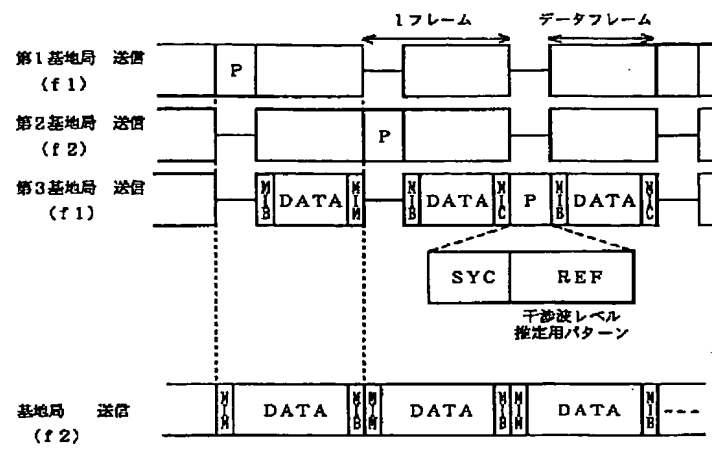 1フレーム データフレーム
第1基地局 送信
(f1)
P
第2基地局 送信
(f2)
P
第3基地局 送信
(f1)
DATA DATA P DATA
SYC REF
干渉波レベル
推定用パターン
基地局 送信
(f2)
DATA DATA DATA